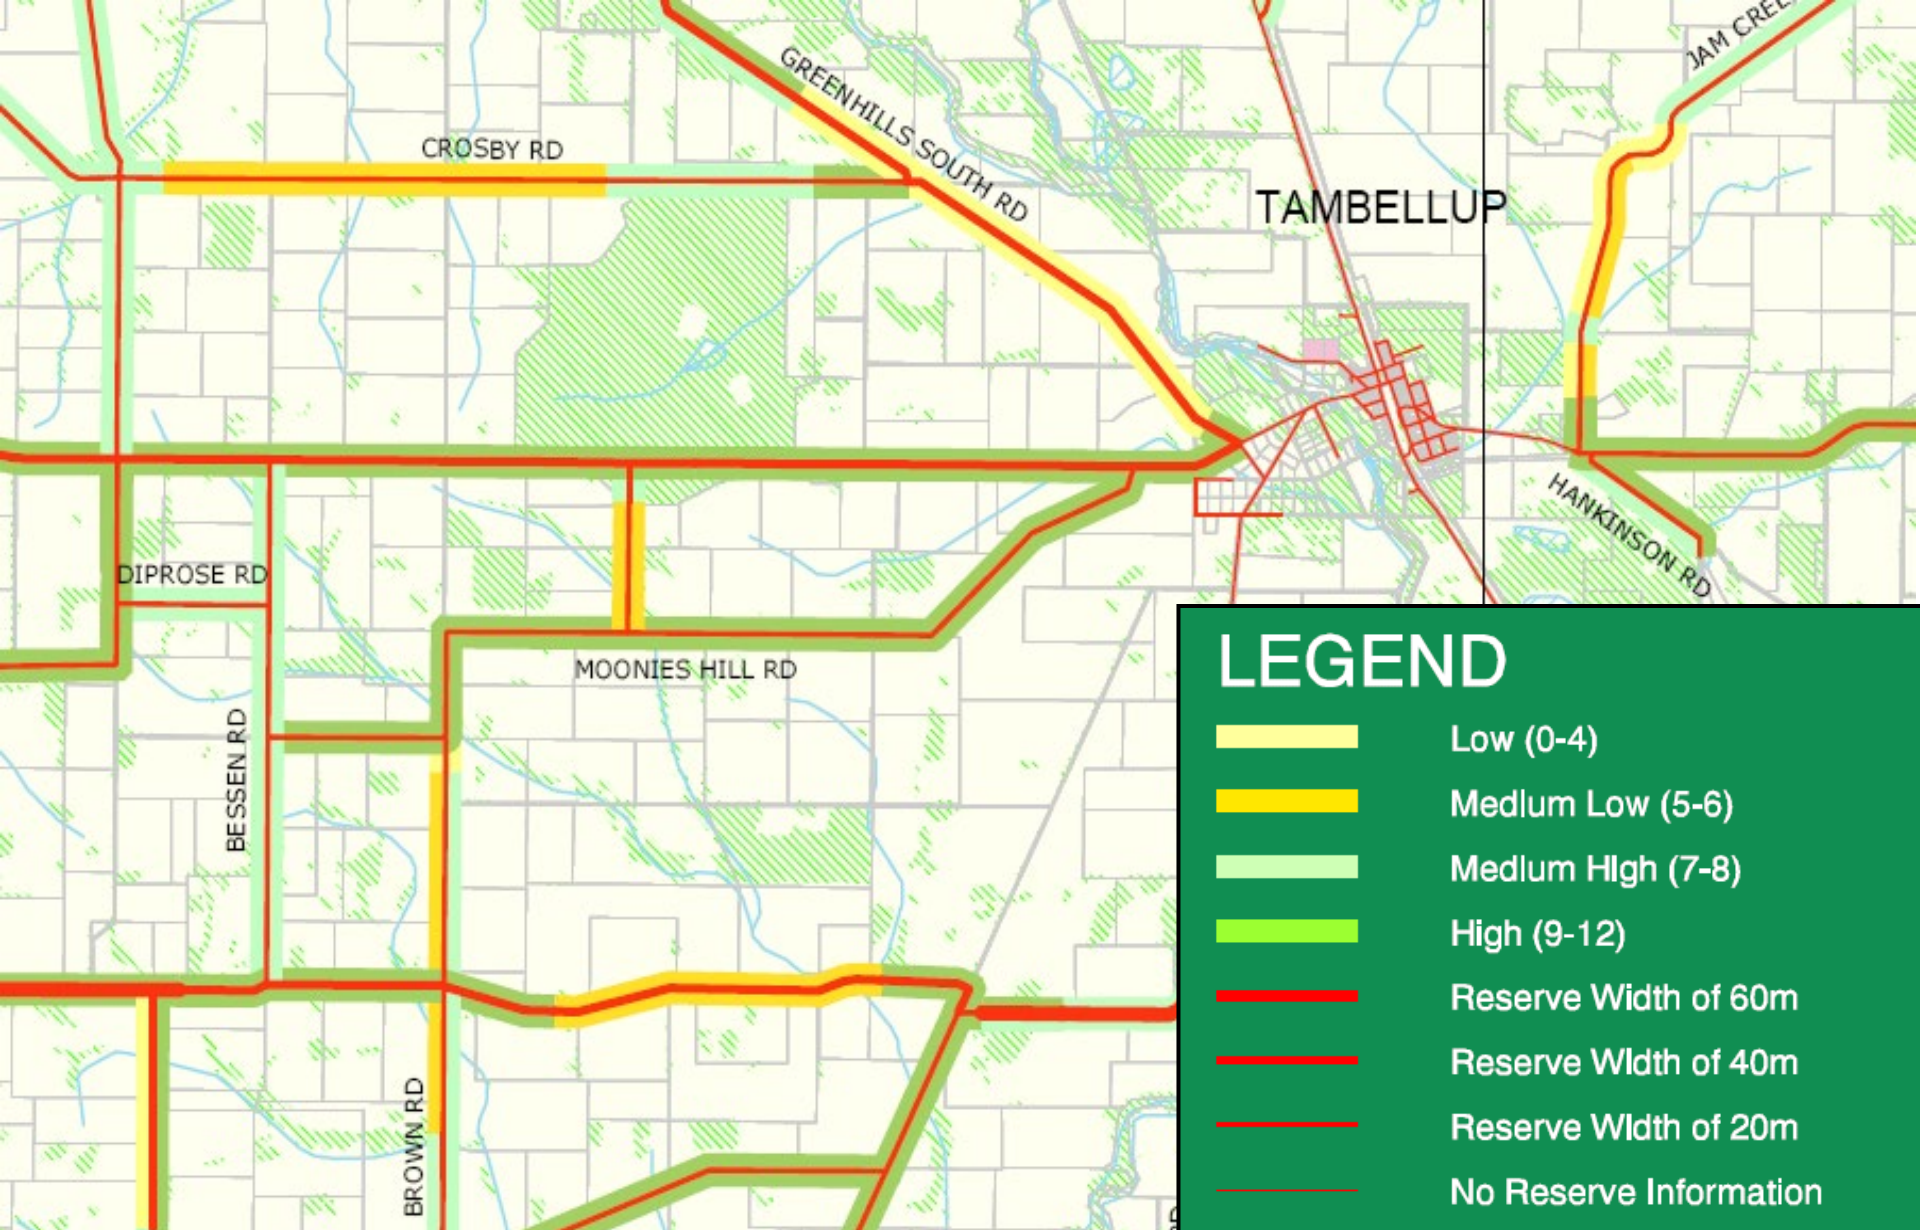 JAM CREE
GREENHILLS SOUTH RD
CROSBY RD
TAMBELLUP
HANKINSON RD
DIPROSE RD
MOONIES HILL RD
BESSEN RD
BROWN RD
LEGEND
Low (0-4)
Medium Low (5-6)
Medium High (7-8)
High (9-12)
Reserve Width of 60m
Reserve Width of 40m
Reserve Width of 20m
No Reserve Information